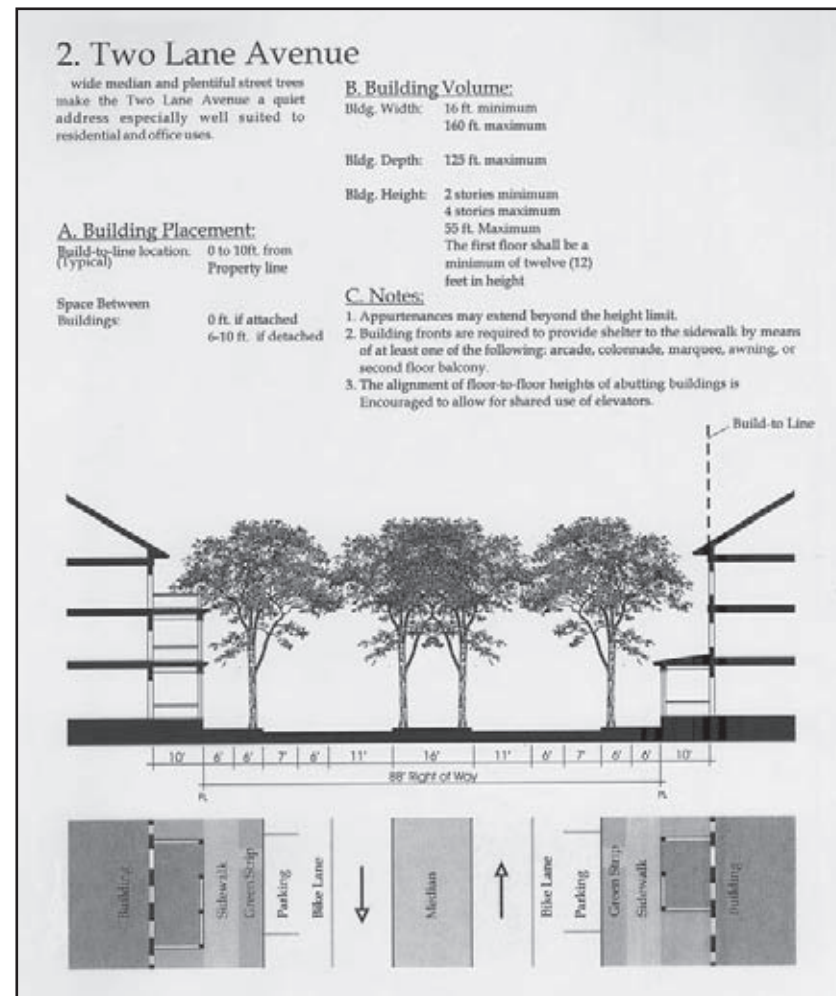 2. Two Lane Avenue
wide median and plentiful street trees
make the Two Lane Avenue a quiet
address especially well suited to
residential and office uses.
A. Building Placement:
Build-to-line location: 0 to 10ft. from
(Typical) Property line
Space Between
Buildings: 0 ft. if attached
6-10 ft. if detached
B. Building Volume:
Bldg. Width: 16 ft. minimum
160 ft. maximum
Bldg. Depth: 125 ft. maximum
Bldg. Height: 2 stories minimum
4 stories maximum
55 ft. Maximum
The first floor shall be a
minimum of twelve (12)
feet in height
C. Notes:
1. Appurtenances may extend beyond the height limit.
2. Building fronts are required to provide shelter to the sidewalk by means
of at least one of the following: arcade, colonnade, marquee, awning, or
second floor balcony.
3. The alignment of floor-to-floor heights of abutting buildings is
Encouraged to allow for shared use of elevators.
Build-to Line
10' 6' 6' 7' 6' 11' 16' 11' 6' 7' 6' 6' 10'
88' Right of Way
PL PL
Building Sidewalk Green Strip Parking Bike Lane Median Bike Lane Parking Green Strip Sidewalk Building